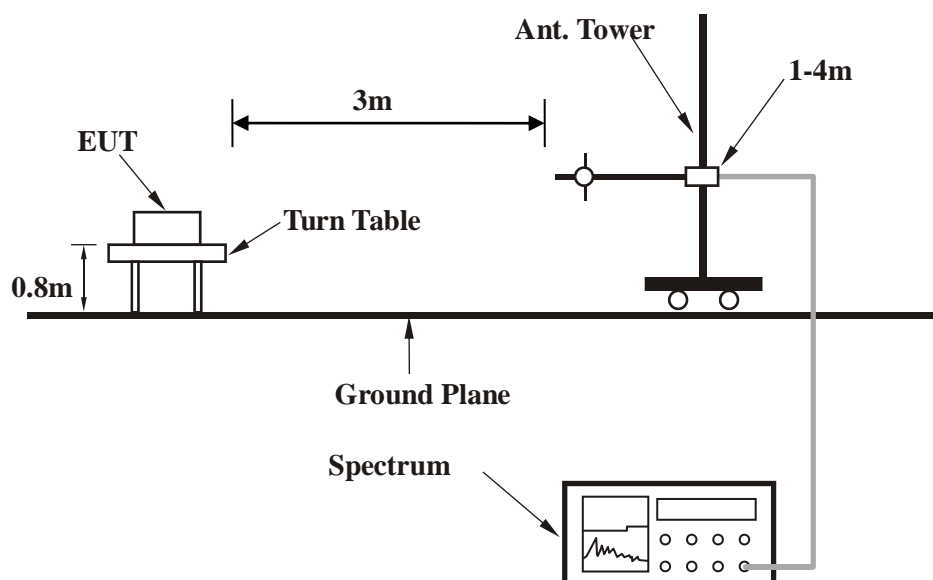 Ant. Tower
1-4m
3m
EUT
Turn Table
0.8m
Ground Plane
Spectrum